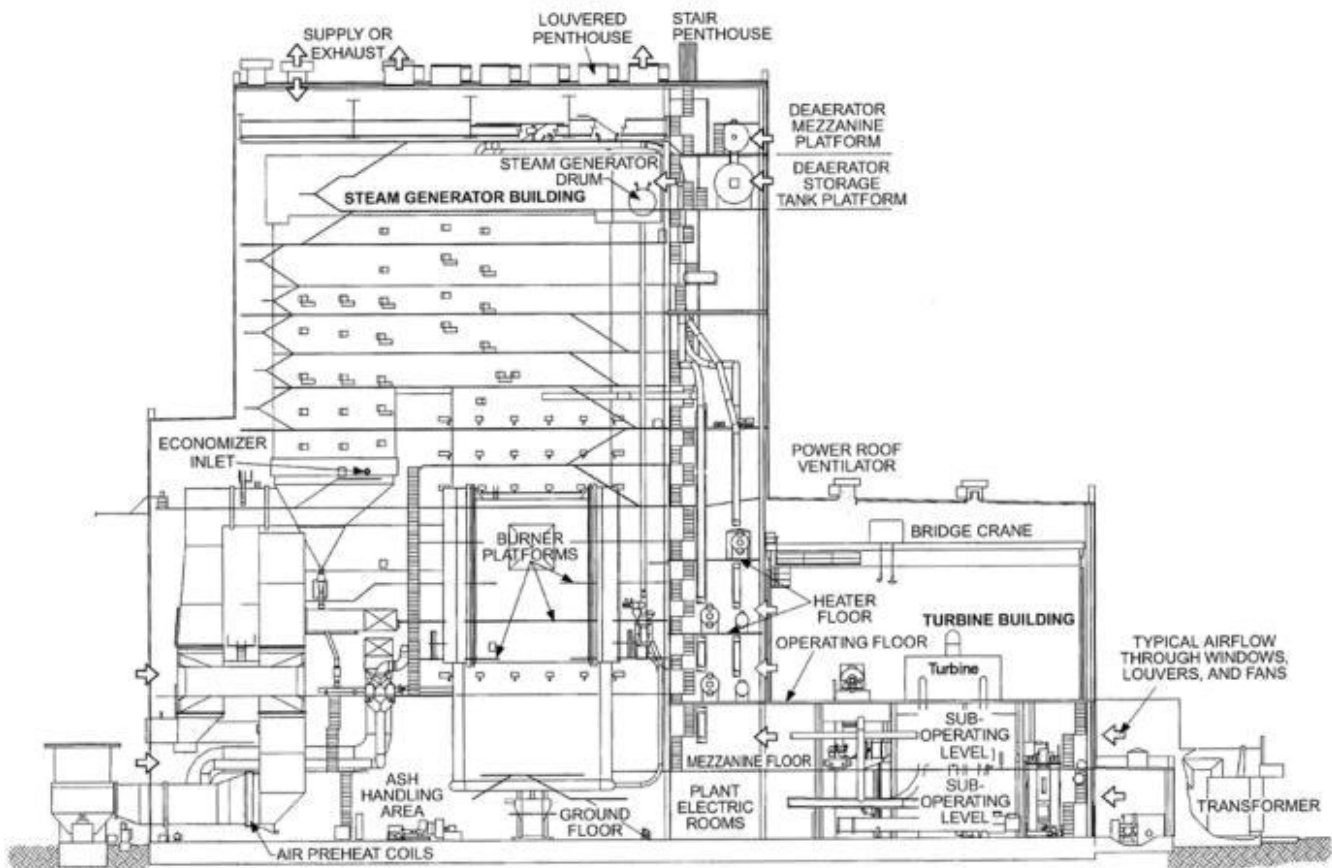 SUPPLY OR
EXHAUST
LOUVERED
PENTHOUSE
STAIR
PENTHOUSE
DEAERATOR
MEZZANINE
PLATFORM
STEAM GENERATOR
DRUM
DEAERATOR
STORAGE
TANK PLATFORM
STEAM GENERATOR BUILDING
ECONOMIZER
INLET
POWER ROOF
VENTILATOR
BRIDGE CRANE
BURNER
PLATFORMS
HEATER
FLOOR
TURBINE BUILDING
OPERATING FLOOR
TYPICAL AIRFLOW
THROUGH WINDOWS,
LOUVERS, AND FANS
Turbine
SUB-
OPERATING
LEVEL
MEZZANINE FLOOR
ASH
HANDLING
AREA
GROUND
FLOOR
PLANT
ELECTRIC
ROOMS
SUB-
OPERATING
LEVEL
TRANSFORMER
AIR PREHEAT COILS